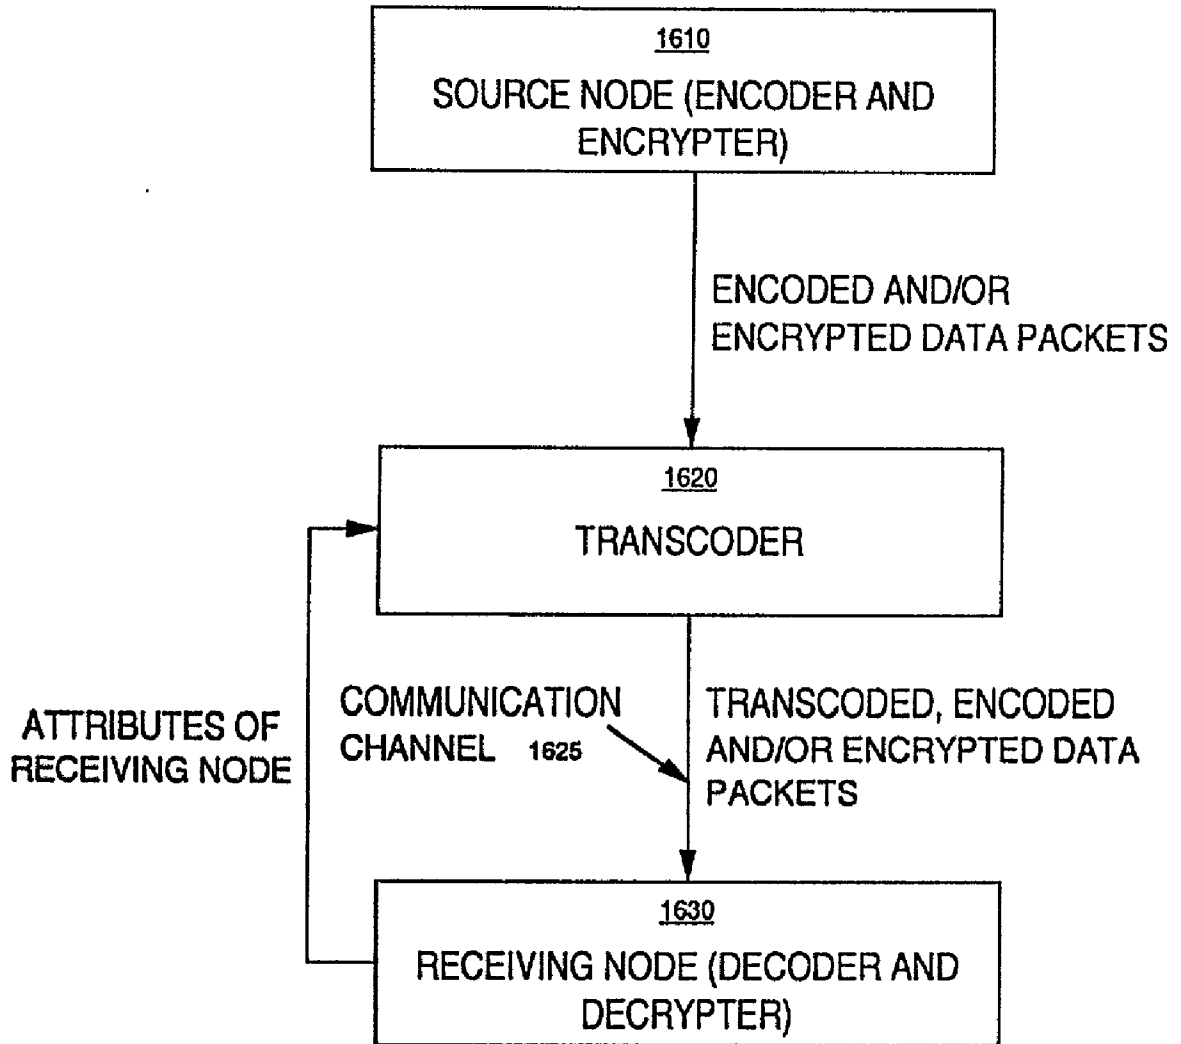 1610
SOURCE NODE (ENCODER AND
ENCRYPTER)
ENCODED AND/OR
ENCRYPTED DATA PACKETS
1620
TRANSCODER
ATTRIBUTES OF
RECEIVING NODE
COMMUNICATION
CHANNEL 1625
TRANSCODED, ENCODED
AND/OR ENCRYPTED DATA
PACKETS
1630
RECEIVING NODE (DECODER AND
DECRYPTER)